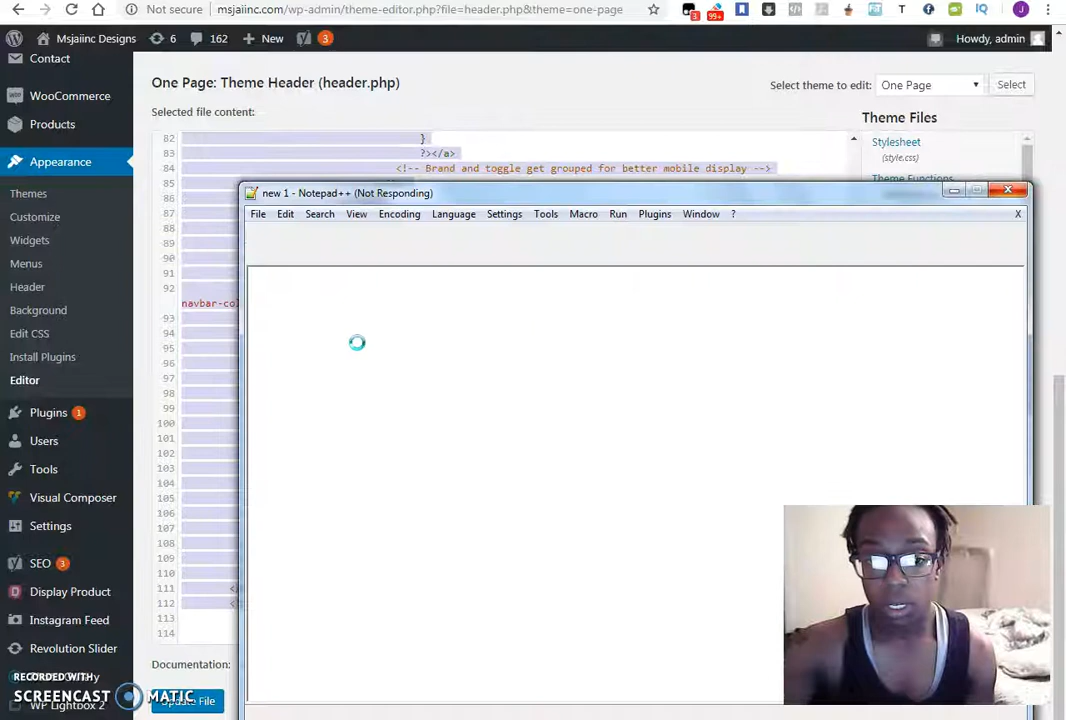 Not secure msjaiinc.com/wp-admin/theme-editor.php?file=header.php&theme=one-page
3 99+ T IQ J
Msjaiinc Designs 6 162 + New 3 Howdy, admin
Contact
WooCommerce
Products
Appearance
Themes
Customize
Widgets
Menus
Header
Background
Edit CSS
Install Plugins
Editor
Plugins 1
Users
Tools
Visual Composer
Settings
SEO 3
Display Product
Instagram Feed
Revolution Slider
WP Lightbox 2
One Page: Theme Header (header.php)
Select theme to edit: One Page Select
Selected file content:
Theme Files
Stylesheet
(style.css)
Theme Functions
82 }
83 ?></a>
84 <!-- Brand and toggle get grouped for better mobile display -->
85
86
87
88
89
90
91
92
navbar-col
93
94
95
96
97
98
99
100
101
102
103
104
105
106
107
108
109
110
111 </
112 <
113
114
new 1 - Notepad++ (Not Responding)
File Edit Search View Encoding Language Settings Tools Macro Run Plugins Window ? X
Documentation:
Update File
RECORDED WITH
SCREENCAST MATIC